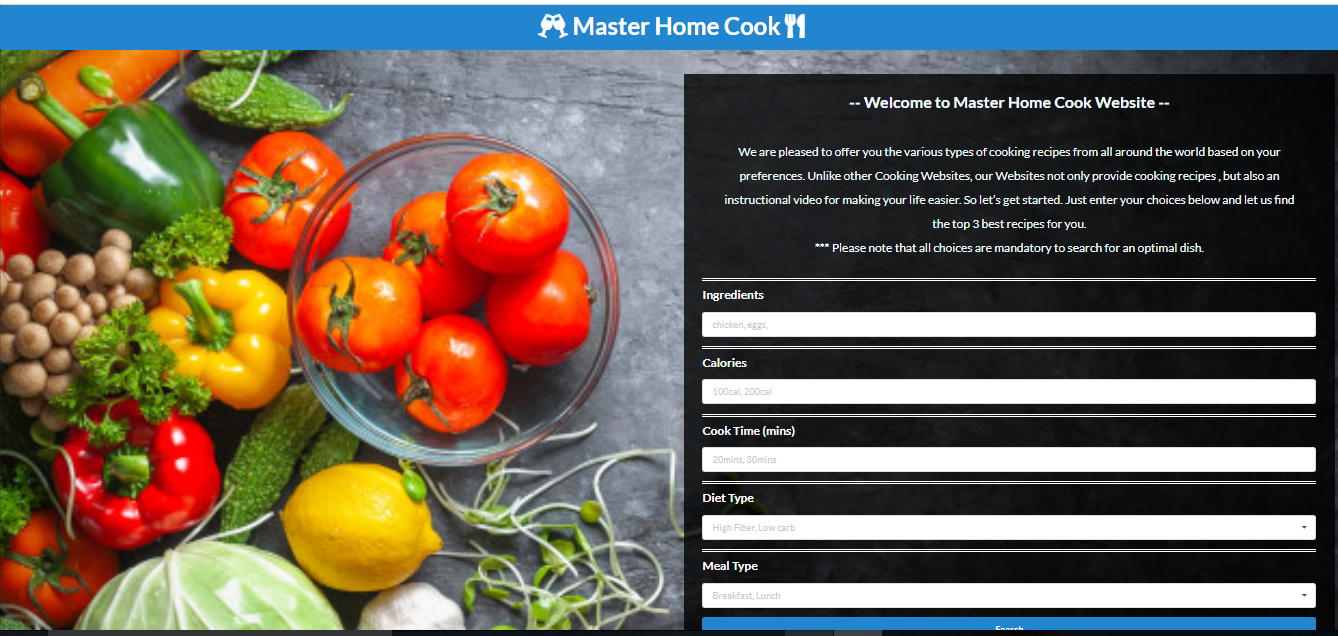 Master Home Cook
-- Welcome to Master Home Cook Website --
We are pleased to offer you the various types of cooking recipes from all around the world based on your
preferences. Unlike other Cooking Websites, our Websites not only provide cooking recipes , but also an
instructional video for making your life easier. So let's get started. Just enter your choices below and let us find
the top 3 best recipes for you.
*** Please note that all choices are mandatory to search for an optimal dish.
Ingredients
chicken, eggs,
Calories
100cal, 200cal
Cook Time (mins)
20mins, 30mins
Diet Type
High Fiber, Low carb
Meal Type
Breakfast, Lunch
Search